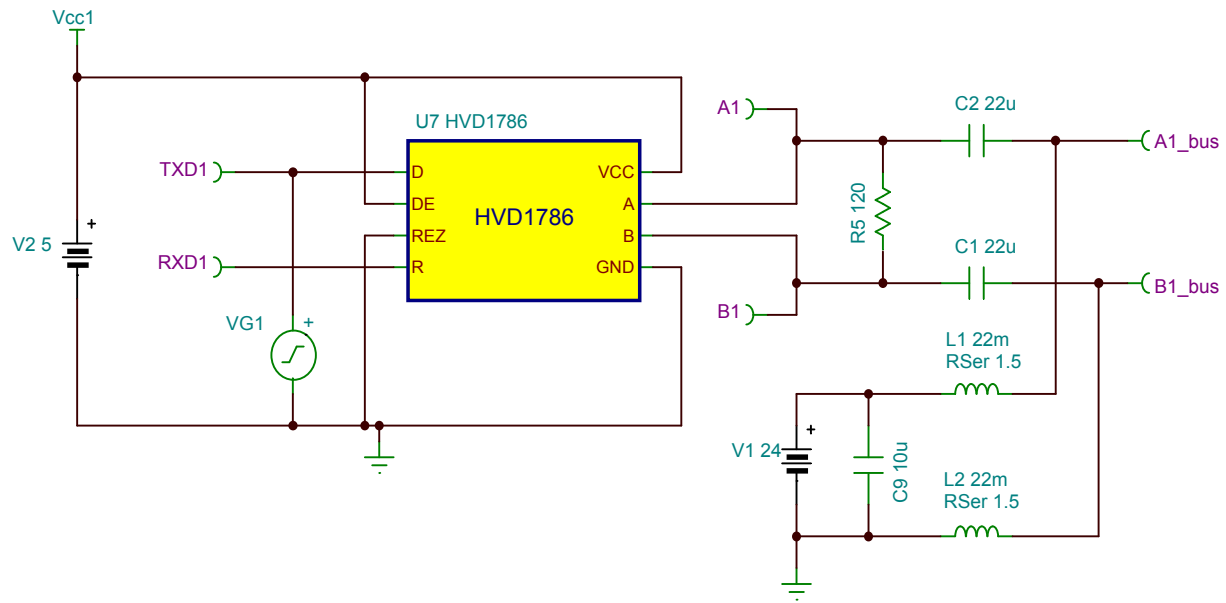 Vcc1
C2 22u
A1
U7 HVD1786
A1_bus
TXD1
D
VCC
DE
A
R5 120
HVD1786
V2 5
+
REZ
B
C1 22u
RXD1
R
GND
B1_bus
B1
VG1
+
L1 22m
RSer 1.5
+
V1 24
C9 10u
L2 22m
RSer 1.5